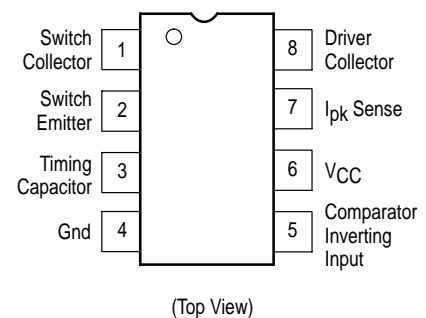 Switch
Collector
1
Switch
Emitter
2
Timing
Capacitor
3
Gnd
4
8
Driver
Collector
7
Ipk Sense
6
VCC
5
Comparator
Inverting
Input
(Top View)